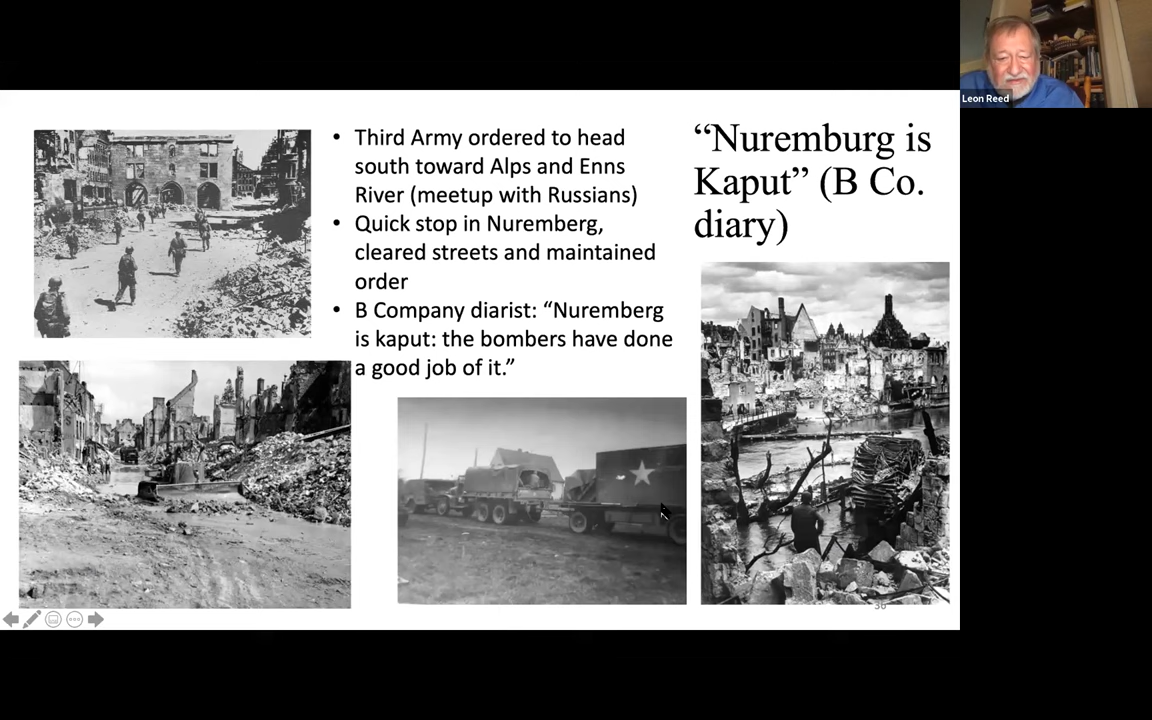 • Third Army ordered to head
south toward Alps and Enns
River (meetup with Russians)
• Quick stop in Nuremberg,
cleared streets and maintained
order
• B Company diarist: “Nuremberg
is kaput: the bombers have done
a good job of it.”
“Nuremburg is
Kaput” (B Co.
diary)
36
Leon Reed